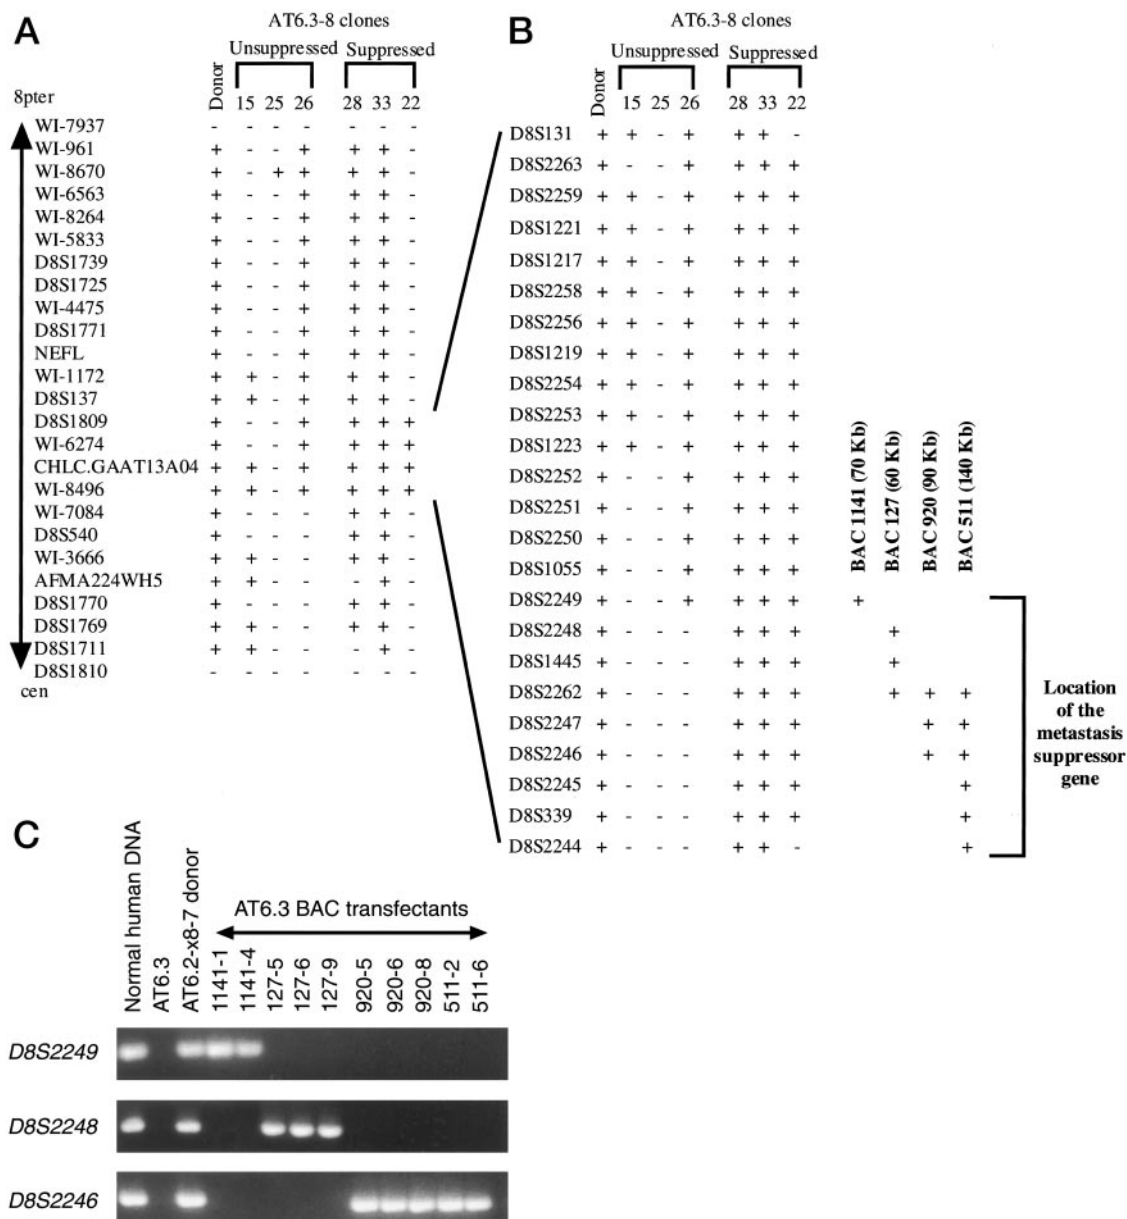 A
AT6.3-8 clones
Unsuppressed Suppressed
8pter Donor 15 25 26 28 33 22
WI-7937 - - - - - - -
WI-961 + - - + + + -
WI-8670 + - + + + + -
WI-6563 + - - + + + -
WI-8264 + - - + + + -
WI-5833 + - - + + + -
D8S1739 + - - + + + -
D8S1725 + - - + + + -
WI-4475 + - - + + + -
D8S1771 + - - + + + -
NEFL + - - + + + -
WI-1172 + + - + + + -
D8S137 + + - + + + -
D8S1809 + - - + + + +
WI-6274 + - - + + + +
CHLC.GAAT13A04 + + - + + + +
WI-8496 + + - + + + +
WI-7084 + - - - + + -
D8S540 + - - - + + -
WI-3666 + + - - + + -
AFMA224WH5 + + - - - + -
D8S1770 + - - - + + -
D8S1769 + + - - + + -
D8S1711 + + - - + -
D8S1810 - - - - - - -
cen
B
AT6.3-8 clones
Unsuppressed Suppressed
Donor 15 25 26 28 33 22
BAC 1141 (70 Kb)
BAC 127 (60 Kb)
BAC 920 (90 Kb)
BAC 511 (140 Kb)
D8S131 + + - + + + -
D8S2263 + - - + + + +
D8S2259 + + - + + + +
D8S1221 + + - + + + +
D8S1217 + + - + + + +
D8S2258 + + - + + + +
D8S2256 + + - + + + +
D8S1219 + + - + + + +
D8S2254 + + - + + + +
D8S2253 + + - + + + +
D8S1223 + + - + + + +
D8S2252 + - - + + + +
D8S2251 + - - + + + +
D8S2250 + - - + + + +
D8S1055 + - - + + + +
D8S2249 + - - + + + + +
D8S2248 + - - - + + + +
D8S1445 + - - - + + + +
D8S2262 + - - - + + + + + +
D8S2247 + - - - + + + + +
D8S2246 + - - - + + + + +
D8S2245 + - - - + + + +
D8S339 + - - - + + + +
D8S2244 + - - - + + - +
Location
of the
metastasis
suppressor
gene
C
AT6.3 BAC transfectants
Normal human DNA
AT6.3
AT6.2-x8-7 donor
1141-1
1141-4
127-5
127-6
127-9
920-5
920-6
920-8
511-2
511-6
D8S2249
D8S2248
D8S2246